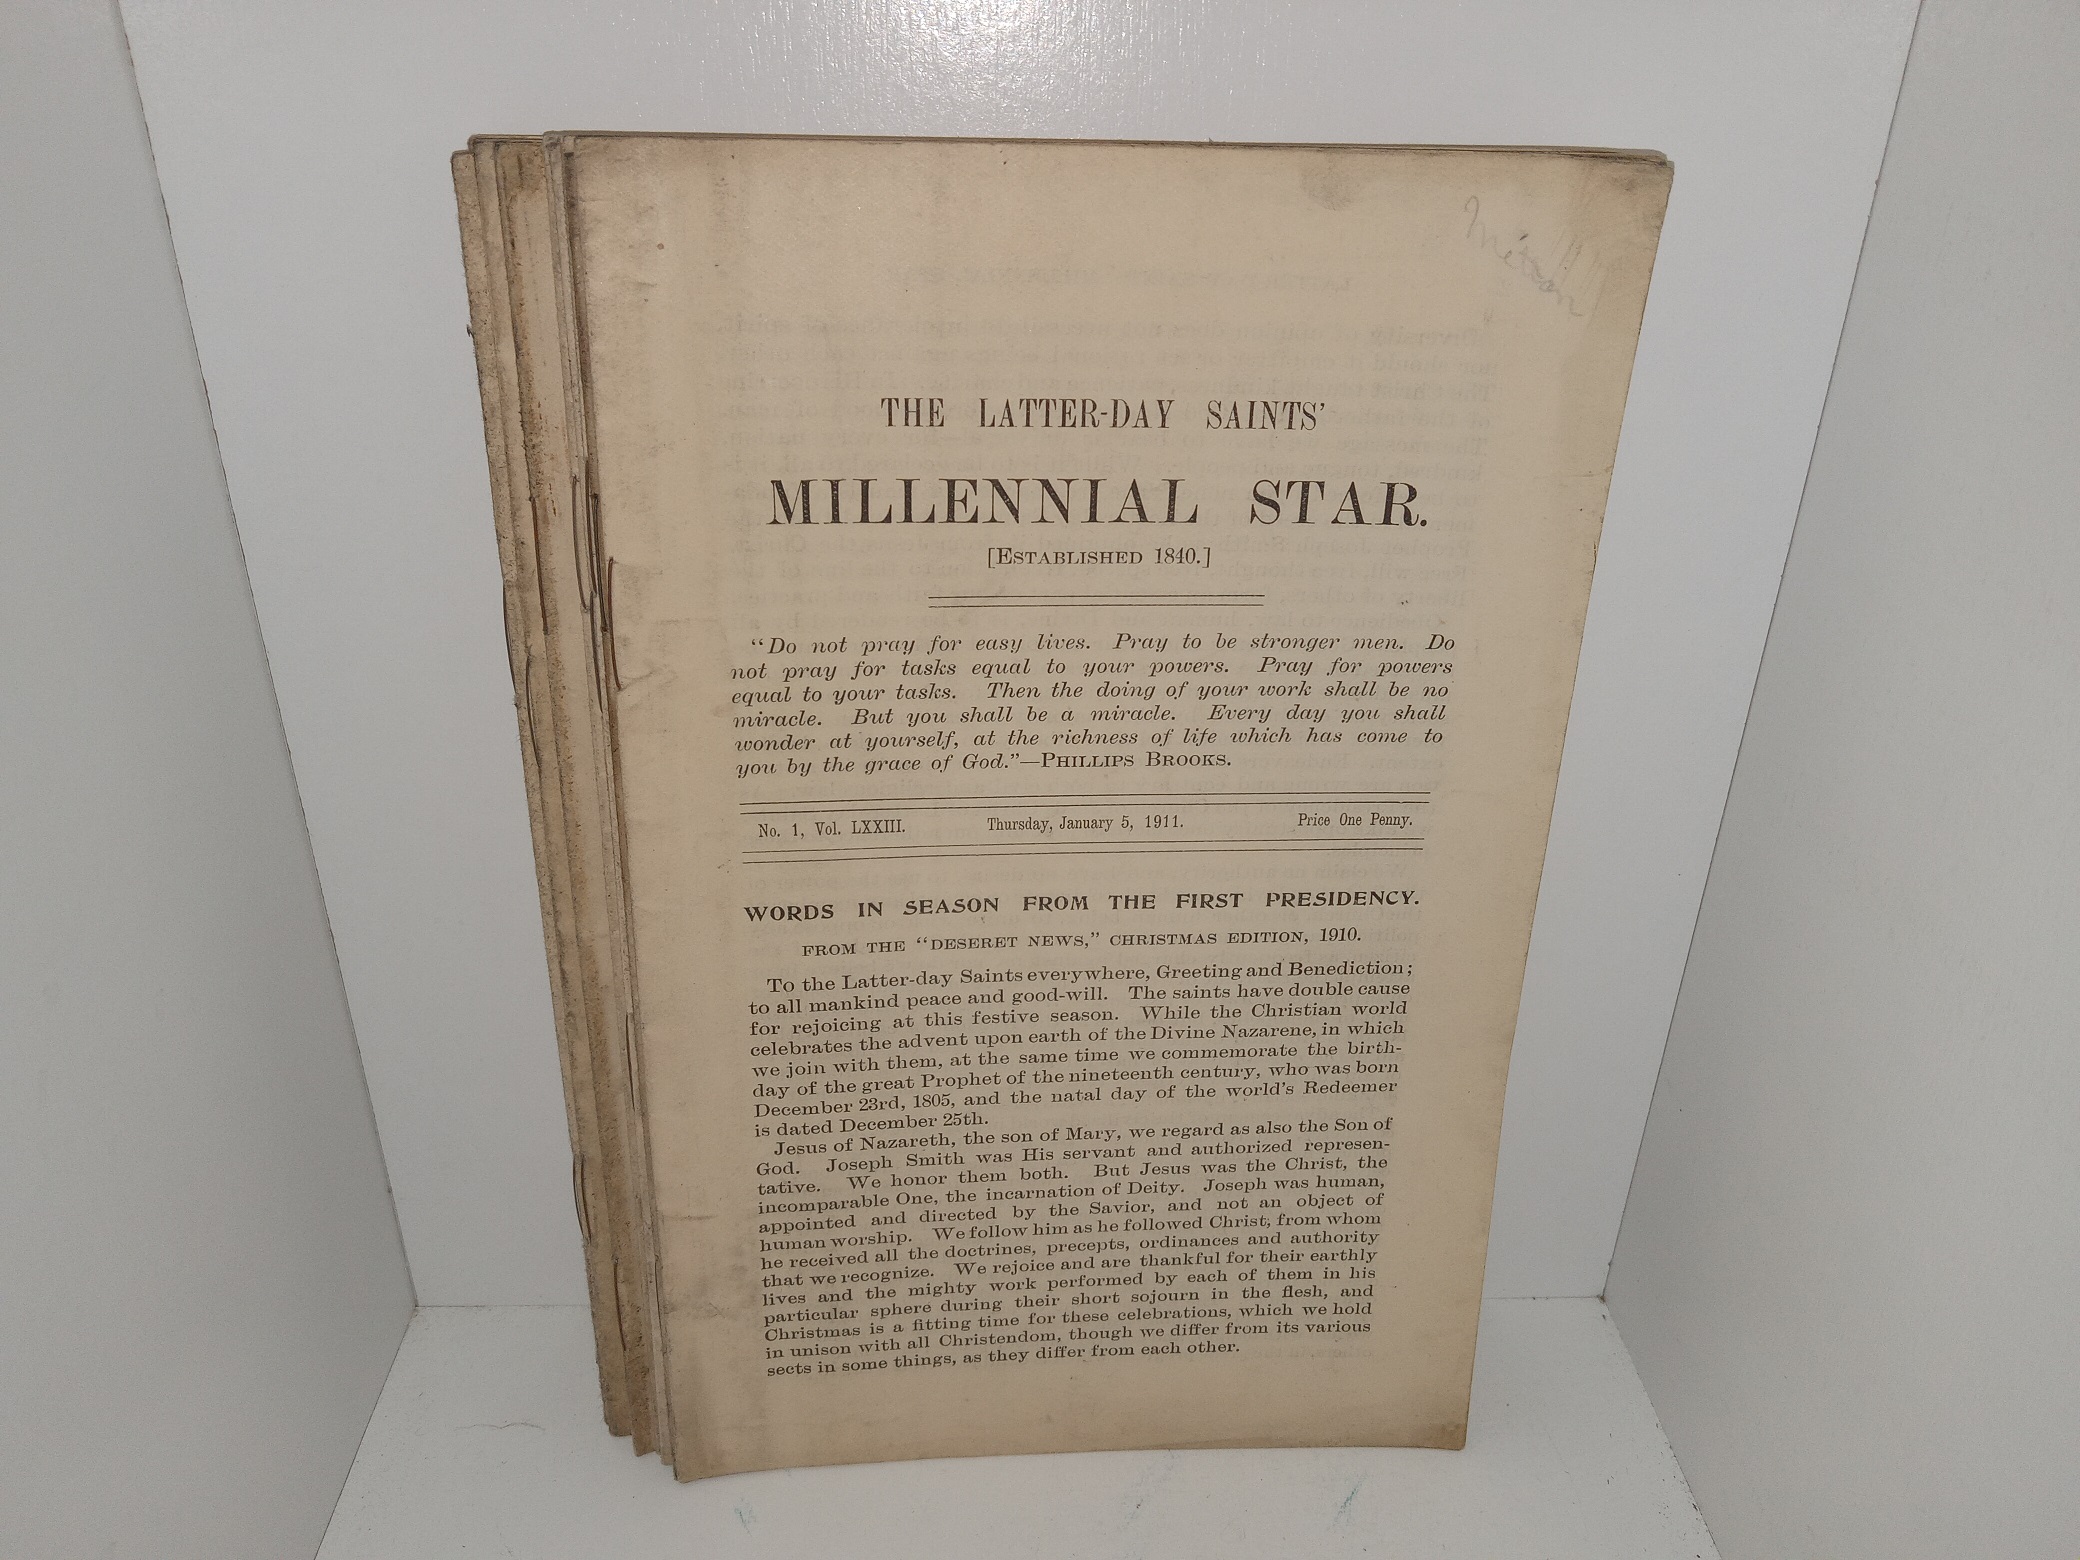 THE LATTER-DAY SAINTS'
MILLENNIAL STAR.
[ESTABLISHED 1840.]
"Do not pray for easy lives. Pray to be stronger men. Do
not pray for tasks equal to your powers. Pray for powers
equal to your tasks. Then the doing of your work shall be no
miracle. But you shall be a miracle. Every day you shall
wonder at yourself, at the richness of life which has come to
you by the grace of God."—PHILLIPS BROOKS.
No. 1, Vol. LXXIII. Thursday, January 5, 1911. Price One Penny.
WORDS IN SEASON FROM THE FIRST PRESIDENCY.
FROM THE "DESERET NEWS," CHRISTMAS EDITION, 1910.
To the Latter-day Saints everywhere, Greeting and Benediction;
to all mankind peace and good-will. The saints have double cause
for rejoicing at this festive season. While the Christian world
celebrates the advent upon earth of the Divine Nazarene, in which
we join with them, at the same time we commemorate the birth-
day of the great Prophet of the nineteenth century, who was born
December 23rd, 1805, and the natal day of the world's Redeemer
is dated December 25th.
Jesus of Nazareth, the son of Mary, we regard as also the Son of
God. Joseph Smith was His servant and authorized represen-
tative. We honor them both. But Jesus was the Christ, the
incomparable One, the incarnation of Deity. Joseph was human,
appointed and directed by the Savior, and not an object of
human worship. We follow him as he followed Christ; from whom
he received all the doctrines, precepts, ordinances and authority
that we recognize. We rejoice and are thankful for their earthly
lives and the mighty work performed by each of them in his
particular sphere during their short sojourn in the flesh, and
Christmas is a fitting time for these celebrations, which we hold
in unison with all Christendom, though we differ from its various
sects in some things, as they differ from each other.